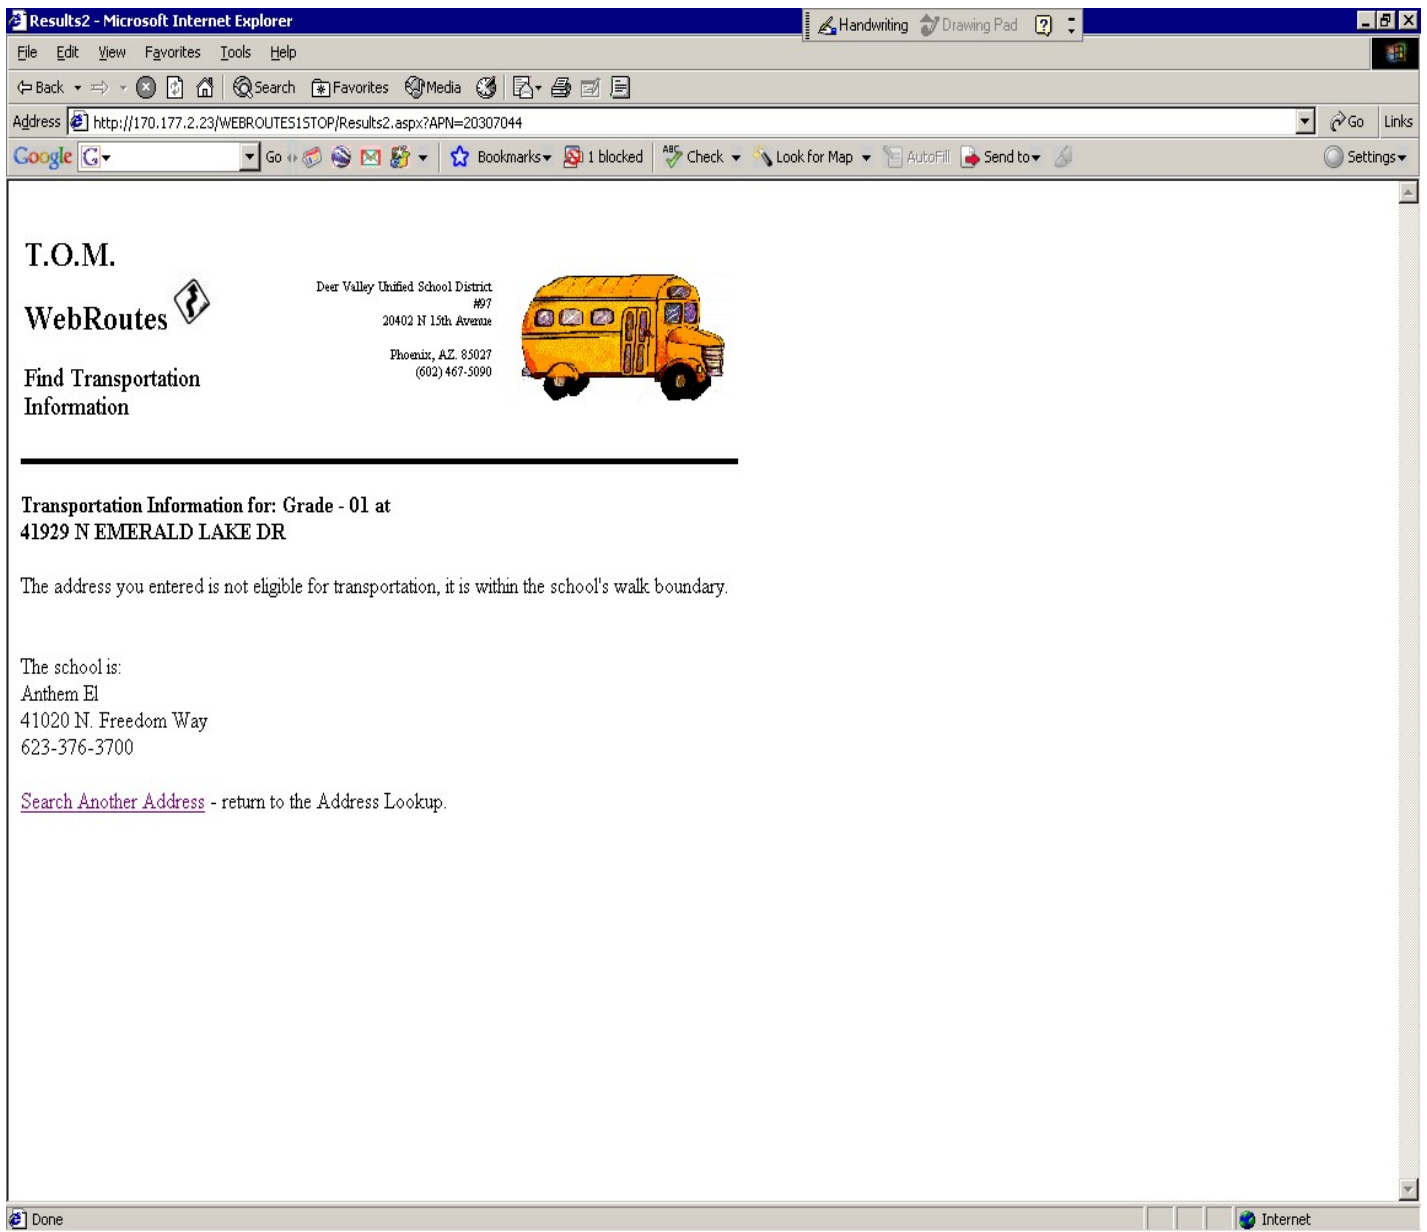 Results2 - Microsoft Internet Explorer
Handwriting Drawing Pad
File Edit View Favorites Tools Help
Back Search Favorites Media
Address http://170.177.2.23/WEBROUTES1STOP/Results2.aspx?APN=20307044 Go Links
Google G Go Bookmarks 1 blocked ABC Check Look for Map AutoFill Send to Settings
T.O.M.
WebRoutes
Find Transportation
Information
Deer Valley Unified School District
#97
20402 N 15th Avenue
Phoenix, AZ. 85027
(602) 467-5090
Transportation Information for: Grade - 01 at
41929 N EMERALD LAKE DR
The address you entered is not eligible for transportation, it is within the school's walk boundary.
The school is:
Anthem El
41020 N. Freedom Way
623-376-3700
Search Another Address - return to the Address Lookup.
Done Internet